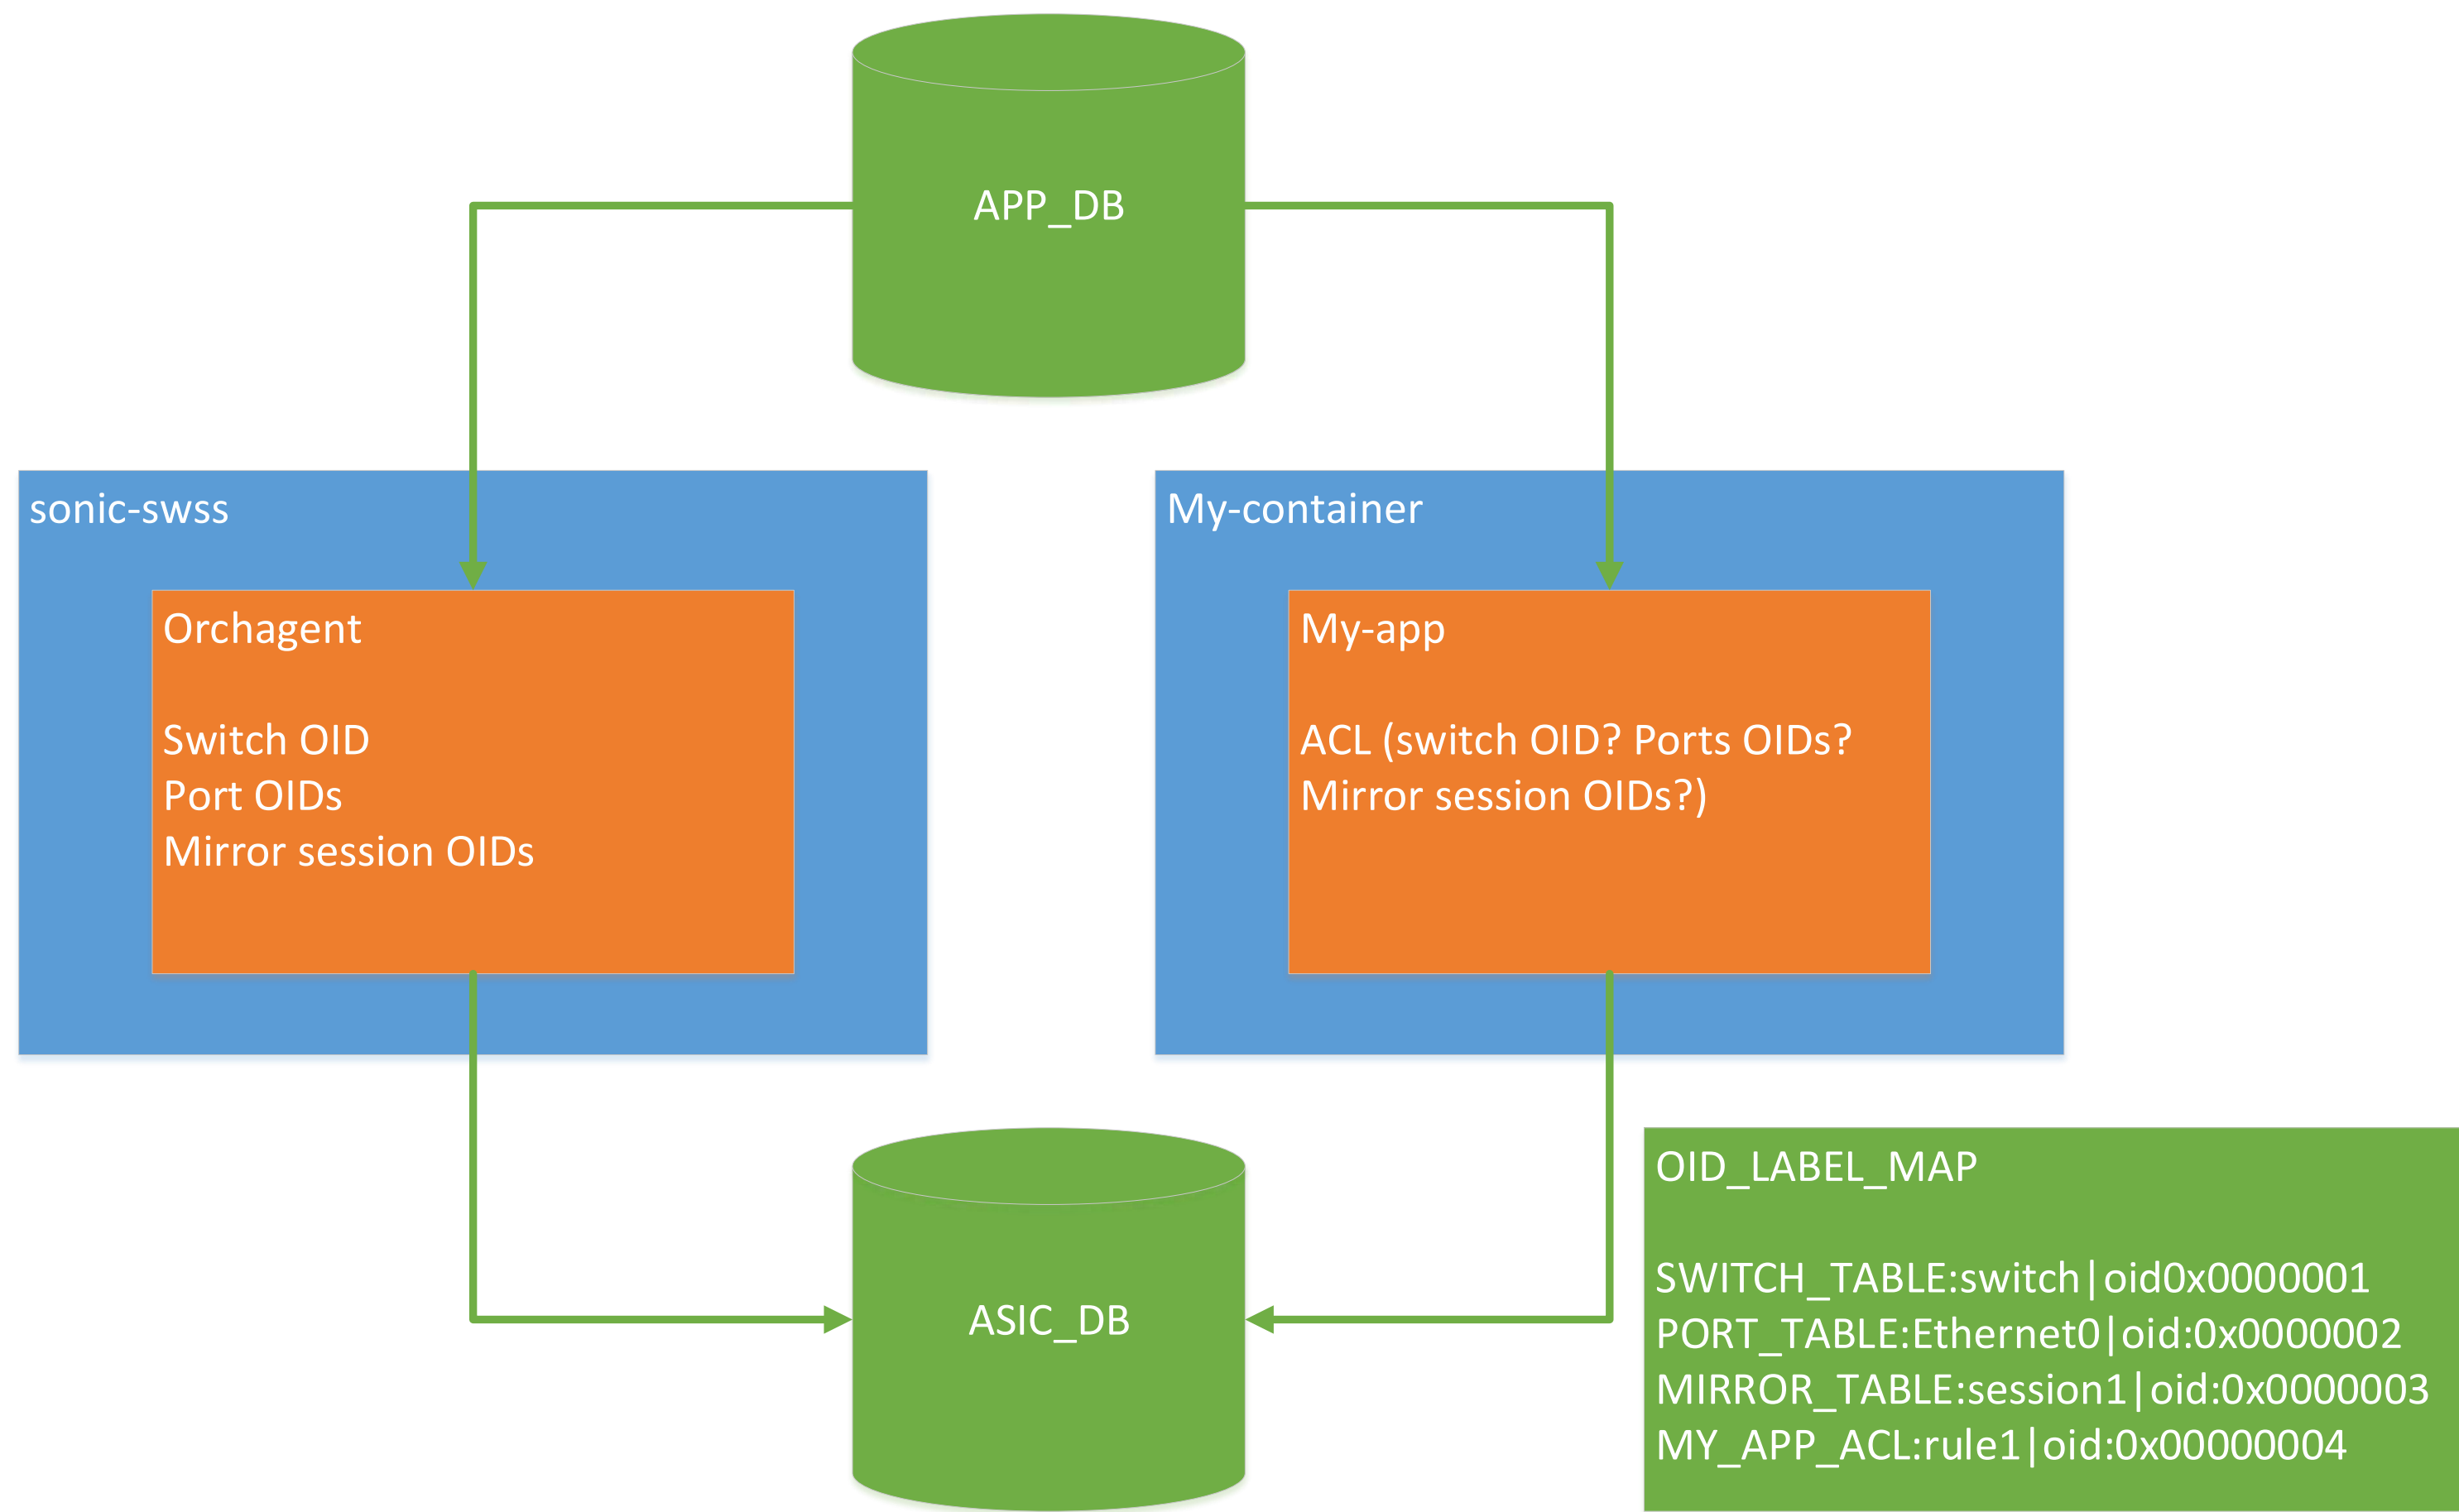 APP_DB
sonic-swss
Orchagent
Switch OID
Port OIDs
Mirror session OIDs
My-container
My-app
ACL (switch OID? Ports OIDs?
Mirror session OIDs?)
ASIC_DB
OID_LABEL_MAP
SWITCH_TABLE:switch|oid0x0000001
PORT_TABLE:Ethernet0|oid:0x0000002
MIRROR_TABLE:session1|oid:0x0000003
MY_APP_ACL:rule1|oid:0x00000004